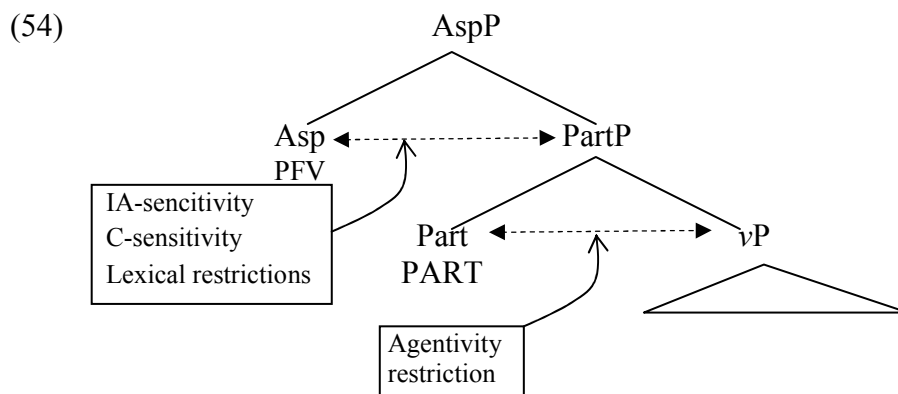 (54)
AspP
Asp PartP
PFV
IA-sencitivity
C-sensitivity
Lexical restrictions
Part vP
PART
Agentivity
restriction